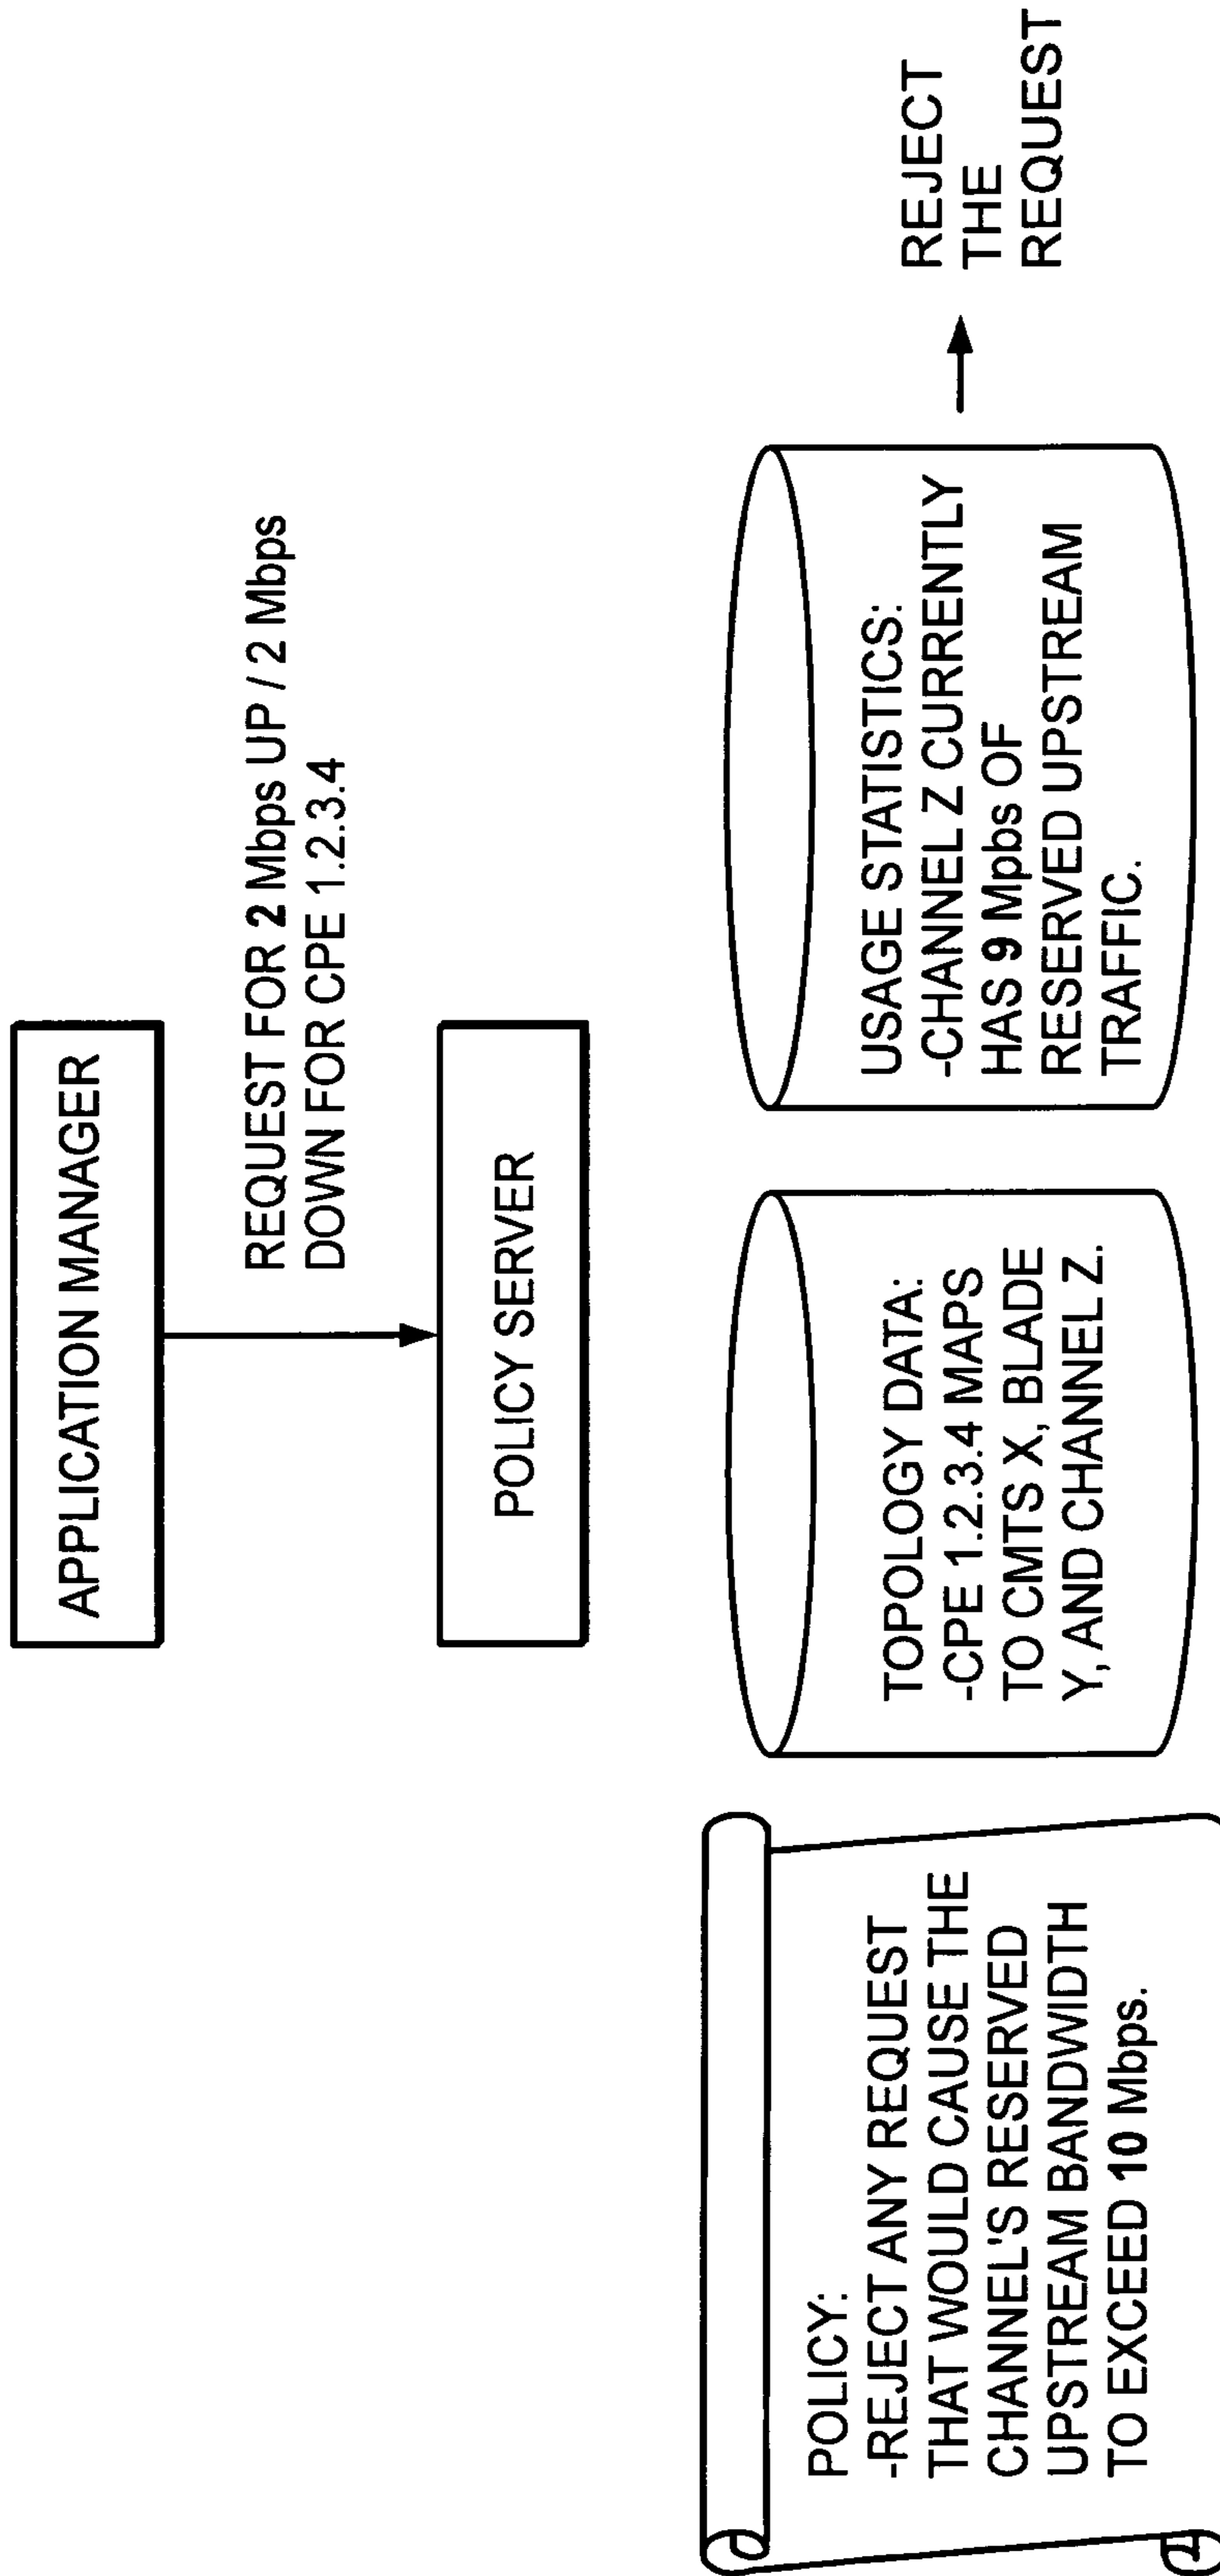 APPLICATION MANAGER
REQUEST FOR 2 Mbps UP / 2 Mbps
DOWN FOR CPE 1.2.3.4
POLICY SERVER
POLICY:
-REJECT ANY REQUEST
THAT WOULD CAUSE THE
CHANNEL'S RESERVED
UPSTREAM BANDWIDTH
TO EXCEED 10 Mbps.
TOPOLOGY DATA:
-CPE 1.2.3.4 MAPS
TO CMTS X, BLADE
Y, AND CHANNEL Z.
USAGE STATISTICS:
-CHANNEL Z CURRENTLY
HAS 9 Mpbs OF
RESERVED UPSTREAM
TRAFFIC.
REJECT
THE
REQUEST